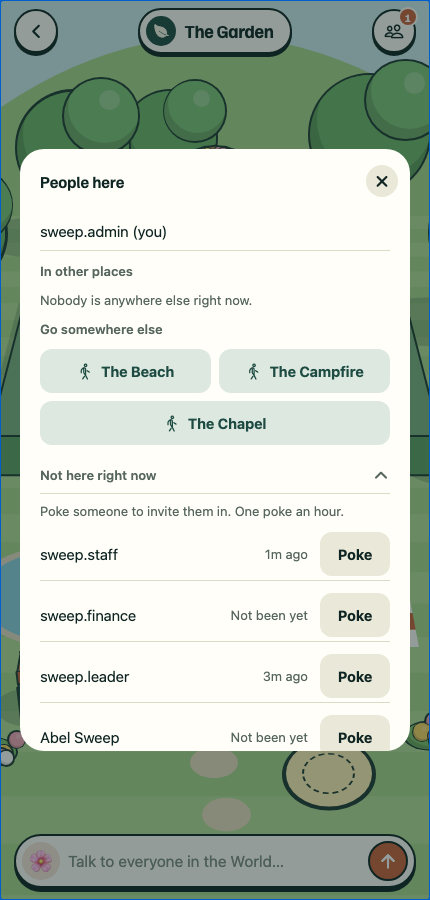 The Garden
1
People here
sweep.admin (you)
In other places
Nobody is anywhere else right now.
Go somewhere else
The Beach
The Campfire
The Chapel
Not here right now
Poke someone to invite them in. One poke an hour.
sweep.staff 1m ago Poke
sweep.finance Not been yet Poke
sweep.leader 3m ago Poke
Abel Sweep Not been yet Poke
Talk to everyone in the World...